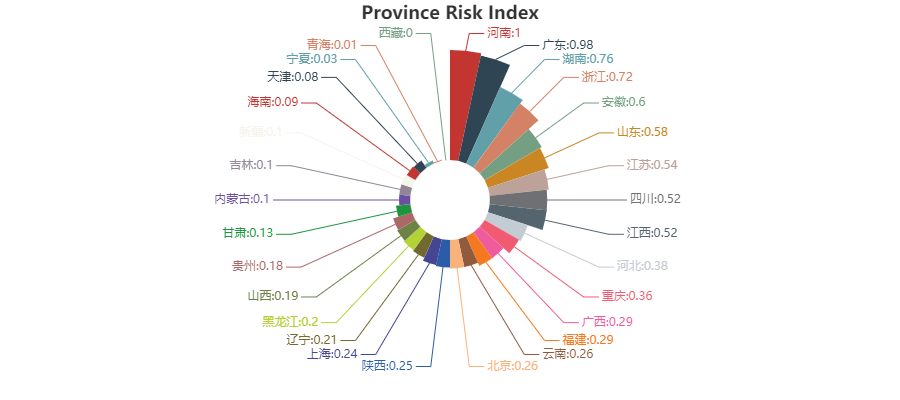 Province Risk Index
河南:1
广东:0.98
湖南:0.76
浙江:0.72
安徽:0.6
山东:0.58
江苏:0.54
四川:0.52
江西:0.52
河北:0.38
重庆:0.36
广西:0.29
福建:0.29
云南:0.26
北京:0.26
陕西:0.25
上海:0.24
辽宁:0.21
黑龙江:0.2
山西:0.19
贵州:0.18
甘肃:0.13
内蒙古:0.1
吉林:0.1
新疆:0.1
海南:0.09
天津:0.08
宁夏:0.03
青海:0.01
西藏:0